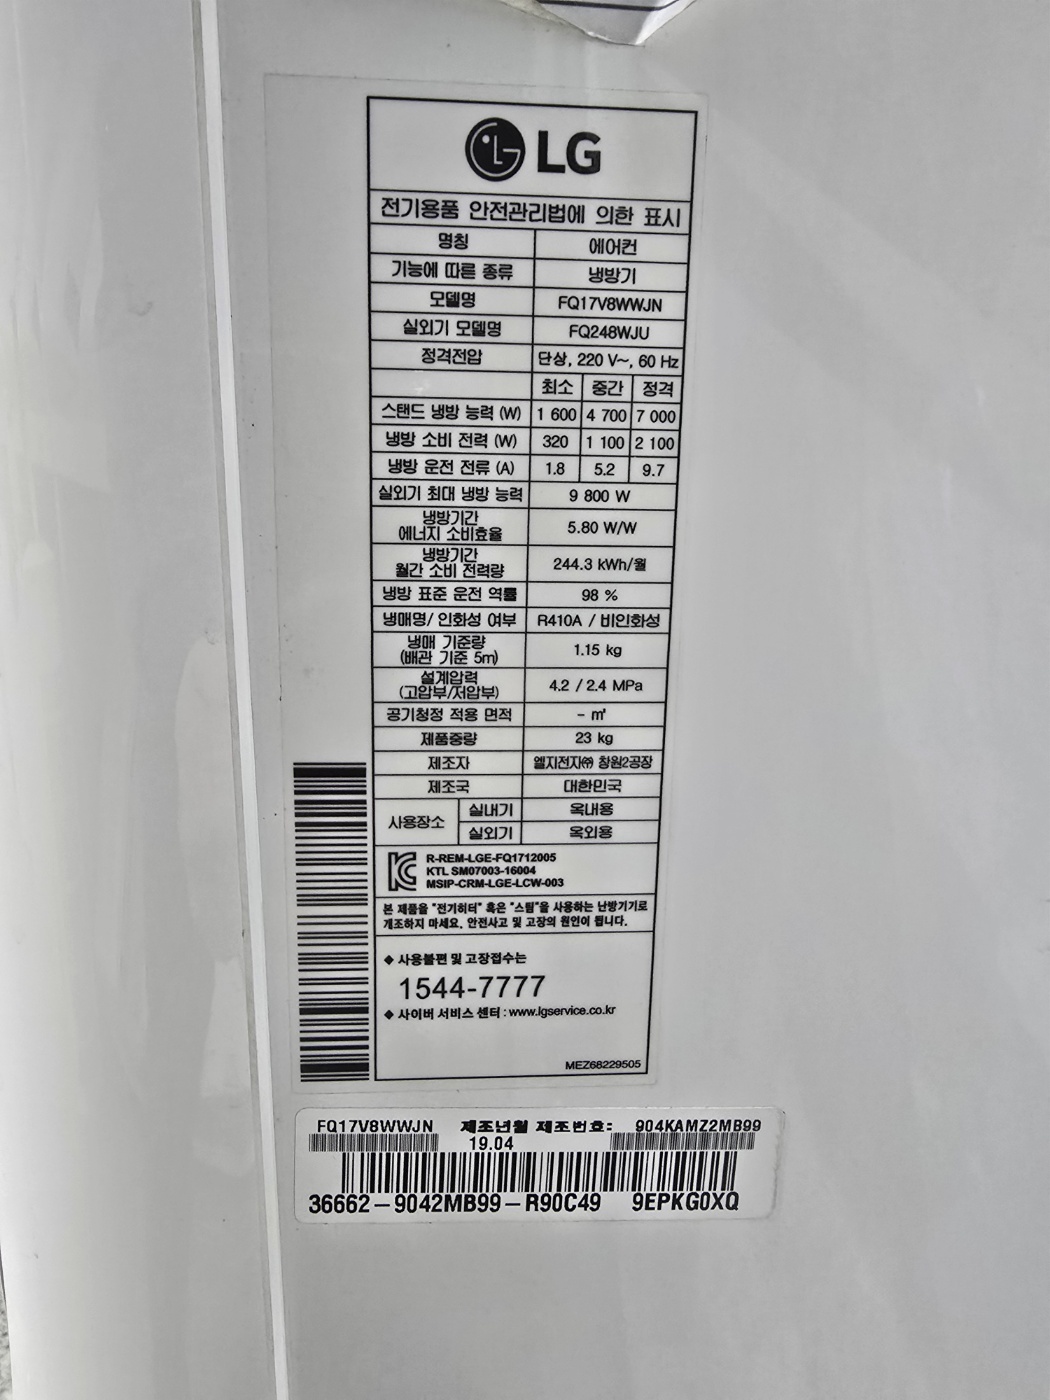 LG
전기용품 안전관리법에 의한 표시
명칭 에어컨
기능에 따른 종류 냉방기
모델명 FQ17V8WWJN
실외기 모델명 FQ248WJU
정격전압 단상, 220 V~, 60 Hz
최소 중간 정격
스탠드 냉방 능력 (W) 1 600 4 700 7 000
냉방 소비 전력 (W) 320 1 100 2 100
냉방 운전 전류 (A) 1.8 5.2 9.7
실외기 최대 냉방 능력 9 800 W
냉방기간
에너지 소비효율 5.80 W/W
냉방기간
월간 소비 전력량 244.3 kWh/월
냉방 표준 운전 역률 98 %
냉매명/ 인화성 여부 R410A / 비인화성
냉매 기준량
(배관 기준 5m) 1.15 kg
설계압력
(고압부/저압부) 4.2 / 2.4 MPa
공기청정 적용 면적 - ㎡
제품중량 23 kg
제조자 엘지전자㈜ 창원2공장
제조국 대한민국
사용장소 실내기 옥내용
실외기 옥외용
R-REM-LGE-FQ1712005
KTL SM07003-16004
MSIP-CRM-LGE-LCW-003
본 제품을 "전기히터" 혹은 "스팀"을 사용하는 난방기기로
개조하지 마세요. 안전사고 및 고장의 원인이 됩니다.
◆ 사용불편 및 고장접수는
1544-7777
◆ 사이버 서비스 센터 : www.lgservice.co.kr
MEZ68229505
FQ17V8WWJN 제조년월 제조번호: 904KAMZ2MB99
19.04
36662-9042MB99-R90C49 9EPKG0XQ